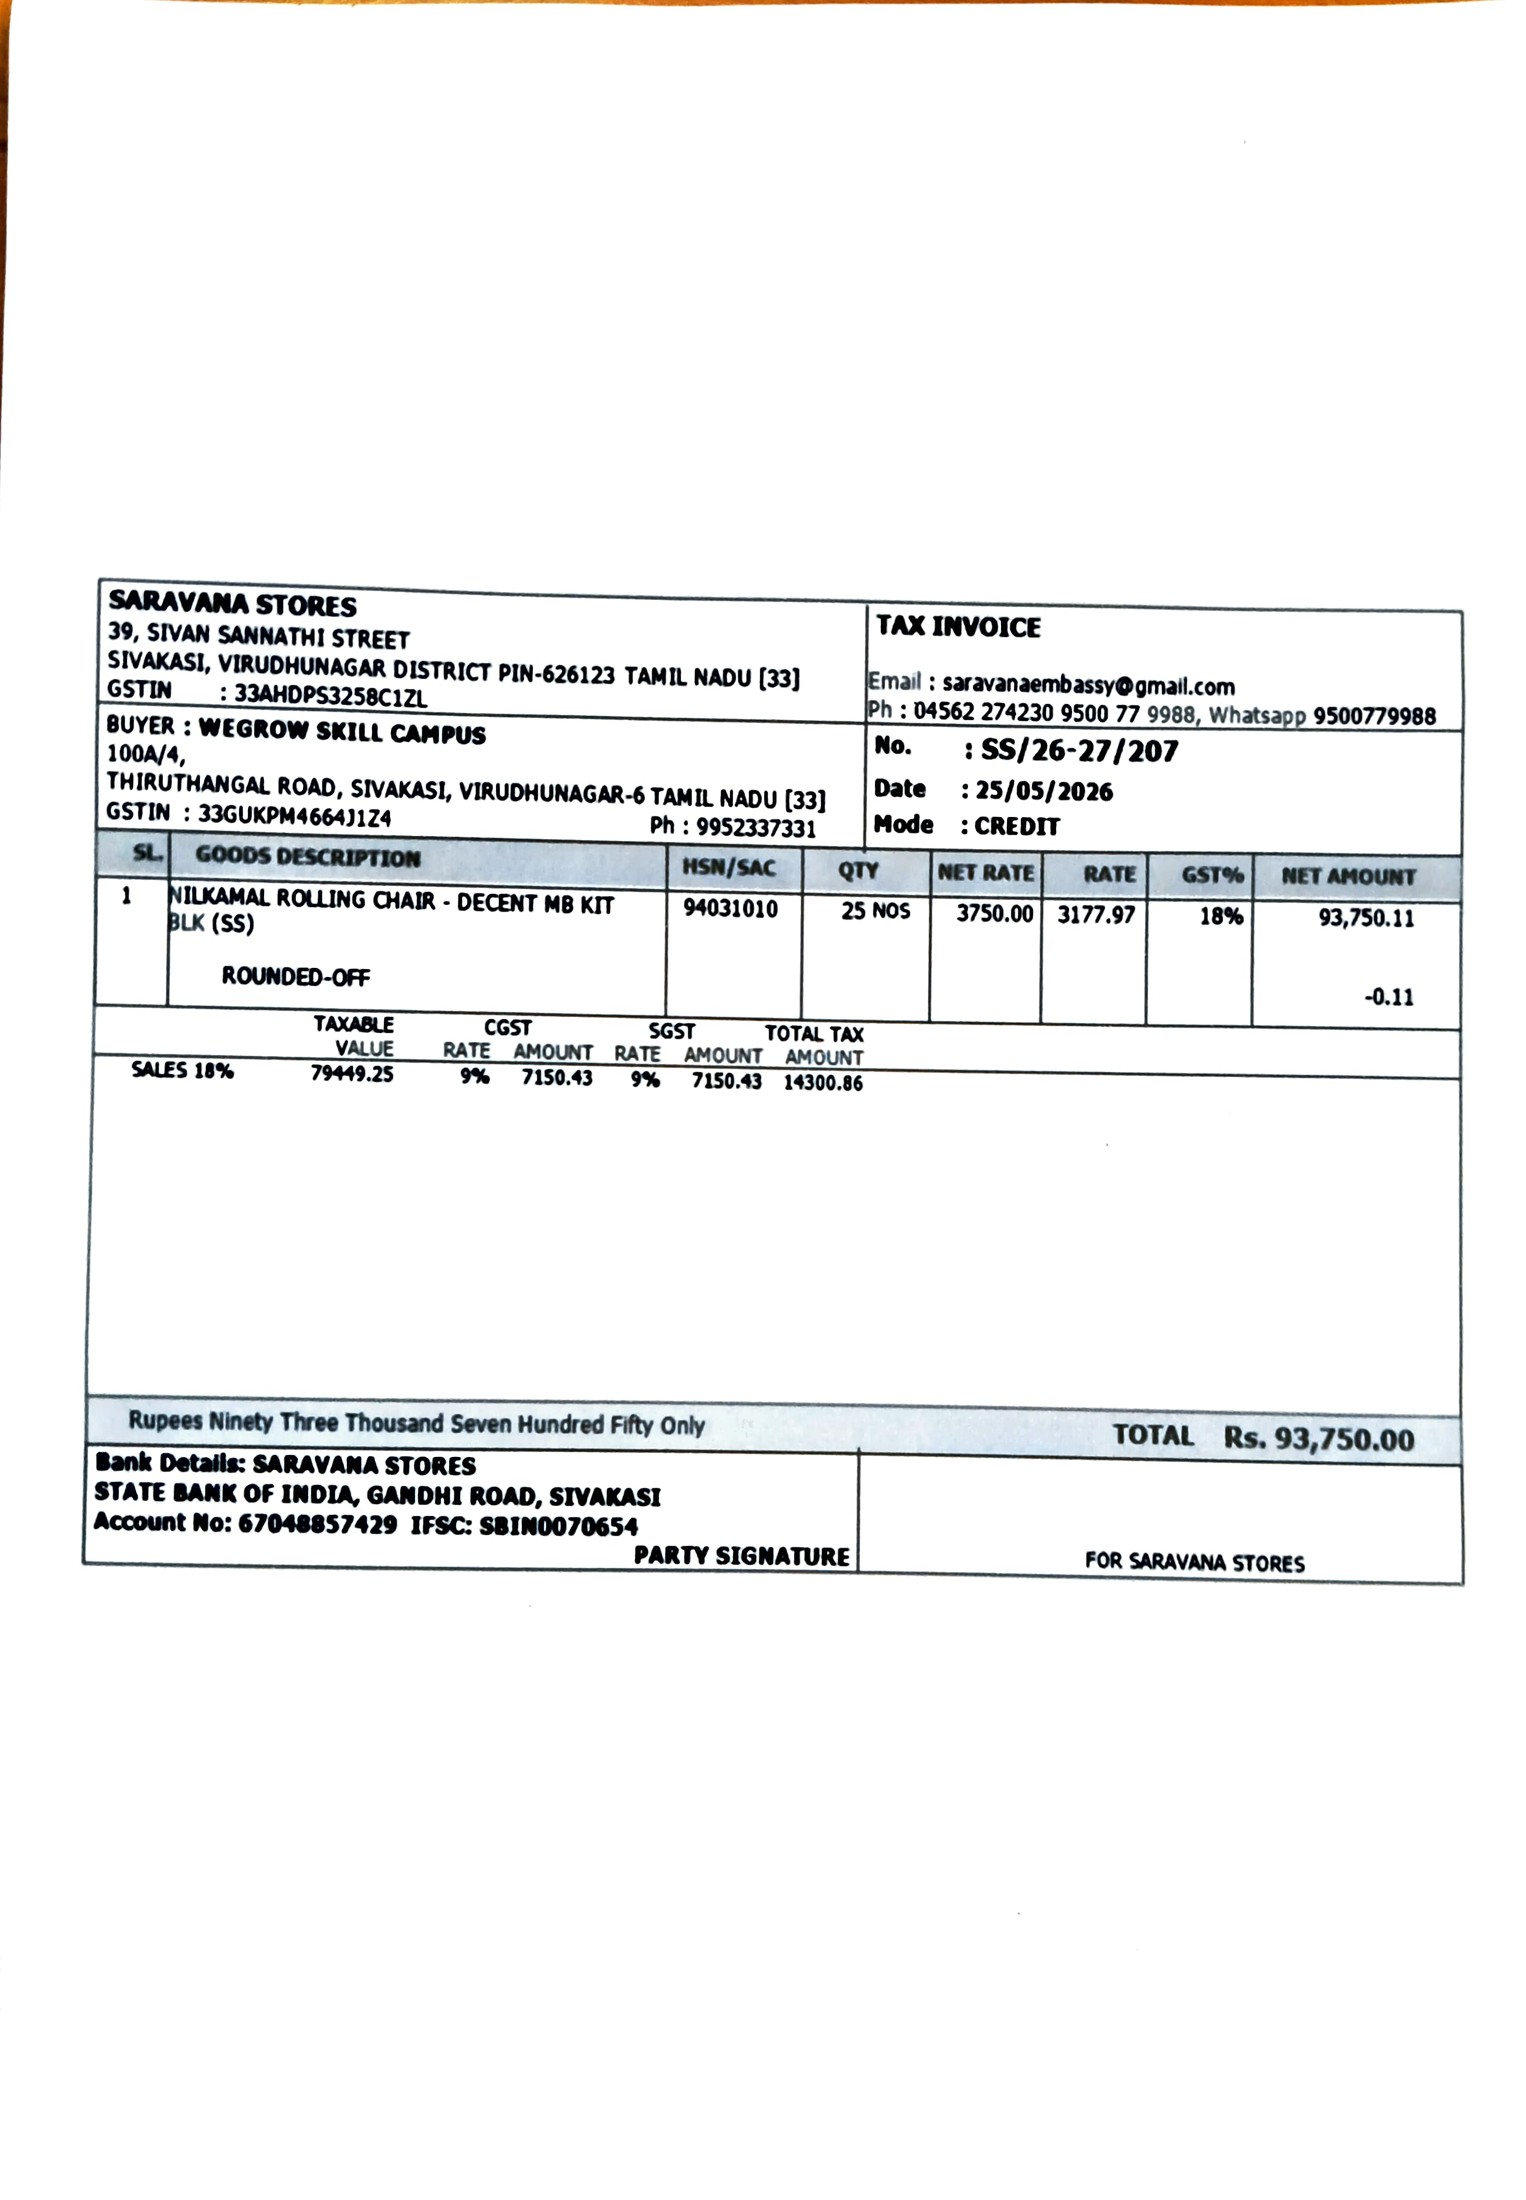 SARAVANA STORES
39, SIVAN SANNATHI STREET
SIVAKASI, VIRUDHUNAGAR DISTRICT PIN-626123 TAMIL NADU [33]
GSTIN : 33AHDPS3258C1ZL
TAX INVOICE
Email : saravanaembassy@gmail.com
Ph : 04562 274230 9500 77 9988, Whatsapp 9500779988
BUYER : WEGROW SKILL CAMPUS
100A/4,
THIRUTHANGAL ROAD, SIVAKASI, VIRUDHUNAGAR-6 TAMIL NADU [33]
GSTIN : 33GUKPM4664J1Z4 Ph : 9952337331
No. : SS/26-27/207
Date : 25/05/2026
Mode : CREDIT
SL. GOODS DESCRIPTION HSN/SAC QTY NET RATE RATE GST% NET AMOUNT
1 NILKAMAL ROLLING CHAIR - DECENT MB KIT 94031010 25 NOS 3750.00 3177.97 18% 93,750.11
BLK (SS)
ROUNDED-OFF -0.11
TAXABLE CGST SGST TOTAL TAX
VALUE RATE AMOUNT RATE AMOUNT AMOUNT
SALES 18% 79449.25 9% 7150.43 9% 7150.43 14300.86
Rupees Ninety Three Thousand Seven Hundred Fifty Only TOTAL Rs. 93,750.00
Bank Details: SARAVANA STORES
STATE BANK OF INDIA, GANDHI ROAD, SIVAKASI
Account No: 67048857429 IFSC: SBIN0070654
PARTY SIGNATURE
FOR SARAVANA STORES